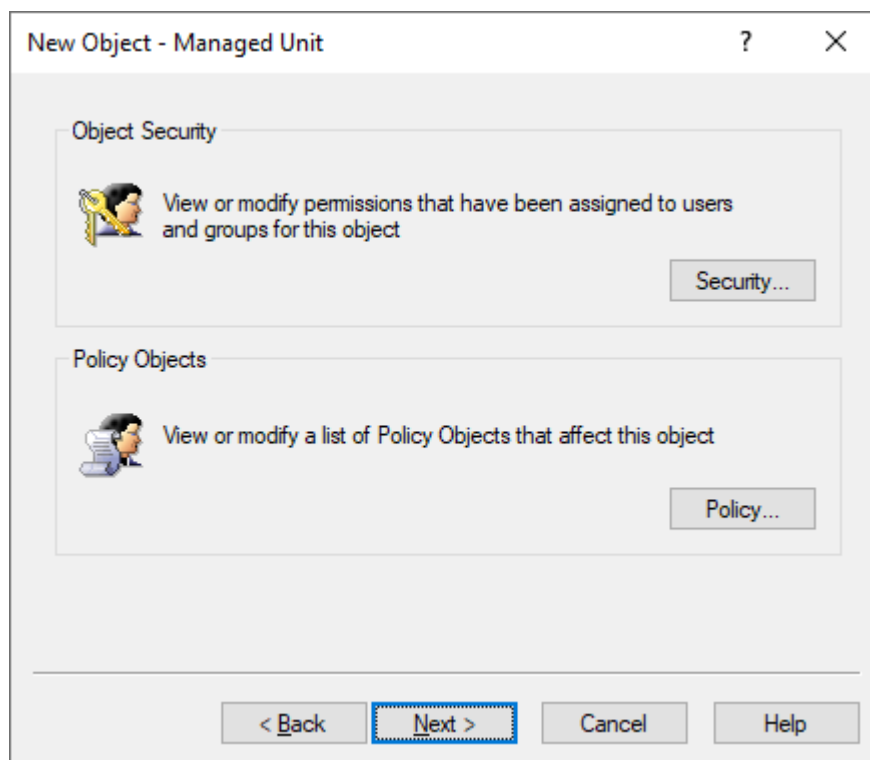 New Object - Managed Unit
Object Security
View or modify permissions that have been assigned to users
and groups for this object
Security...
Policy Objects
View or modify a list of Policy Objects that affect this object
Policy...
< Back Next > Cancel Help